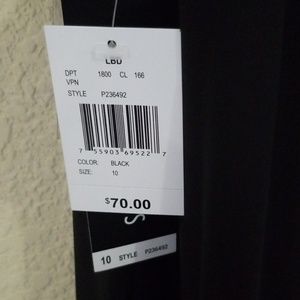 LBD
DPT 1800 CL 166
VPN
STYLE P236492
7 55903 69522 7
COLOR: BLACK
SIZE: 10
$70.00
S
10 STYLE P236492